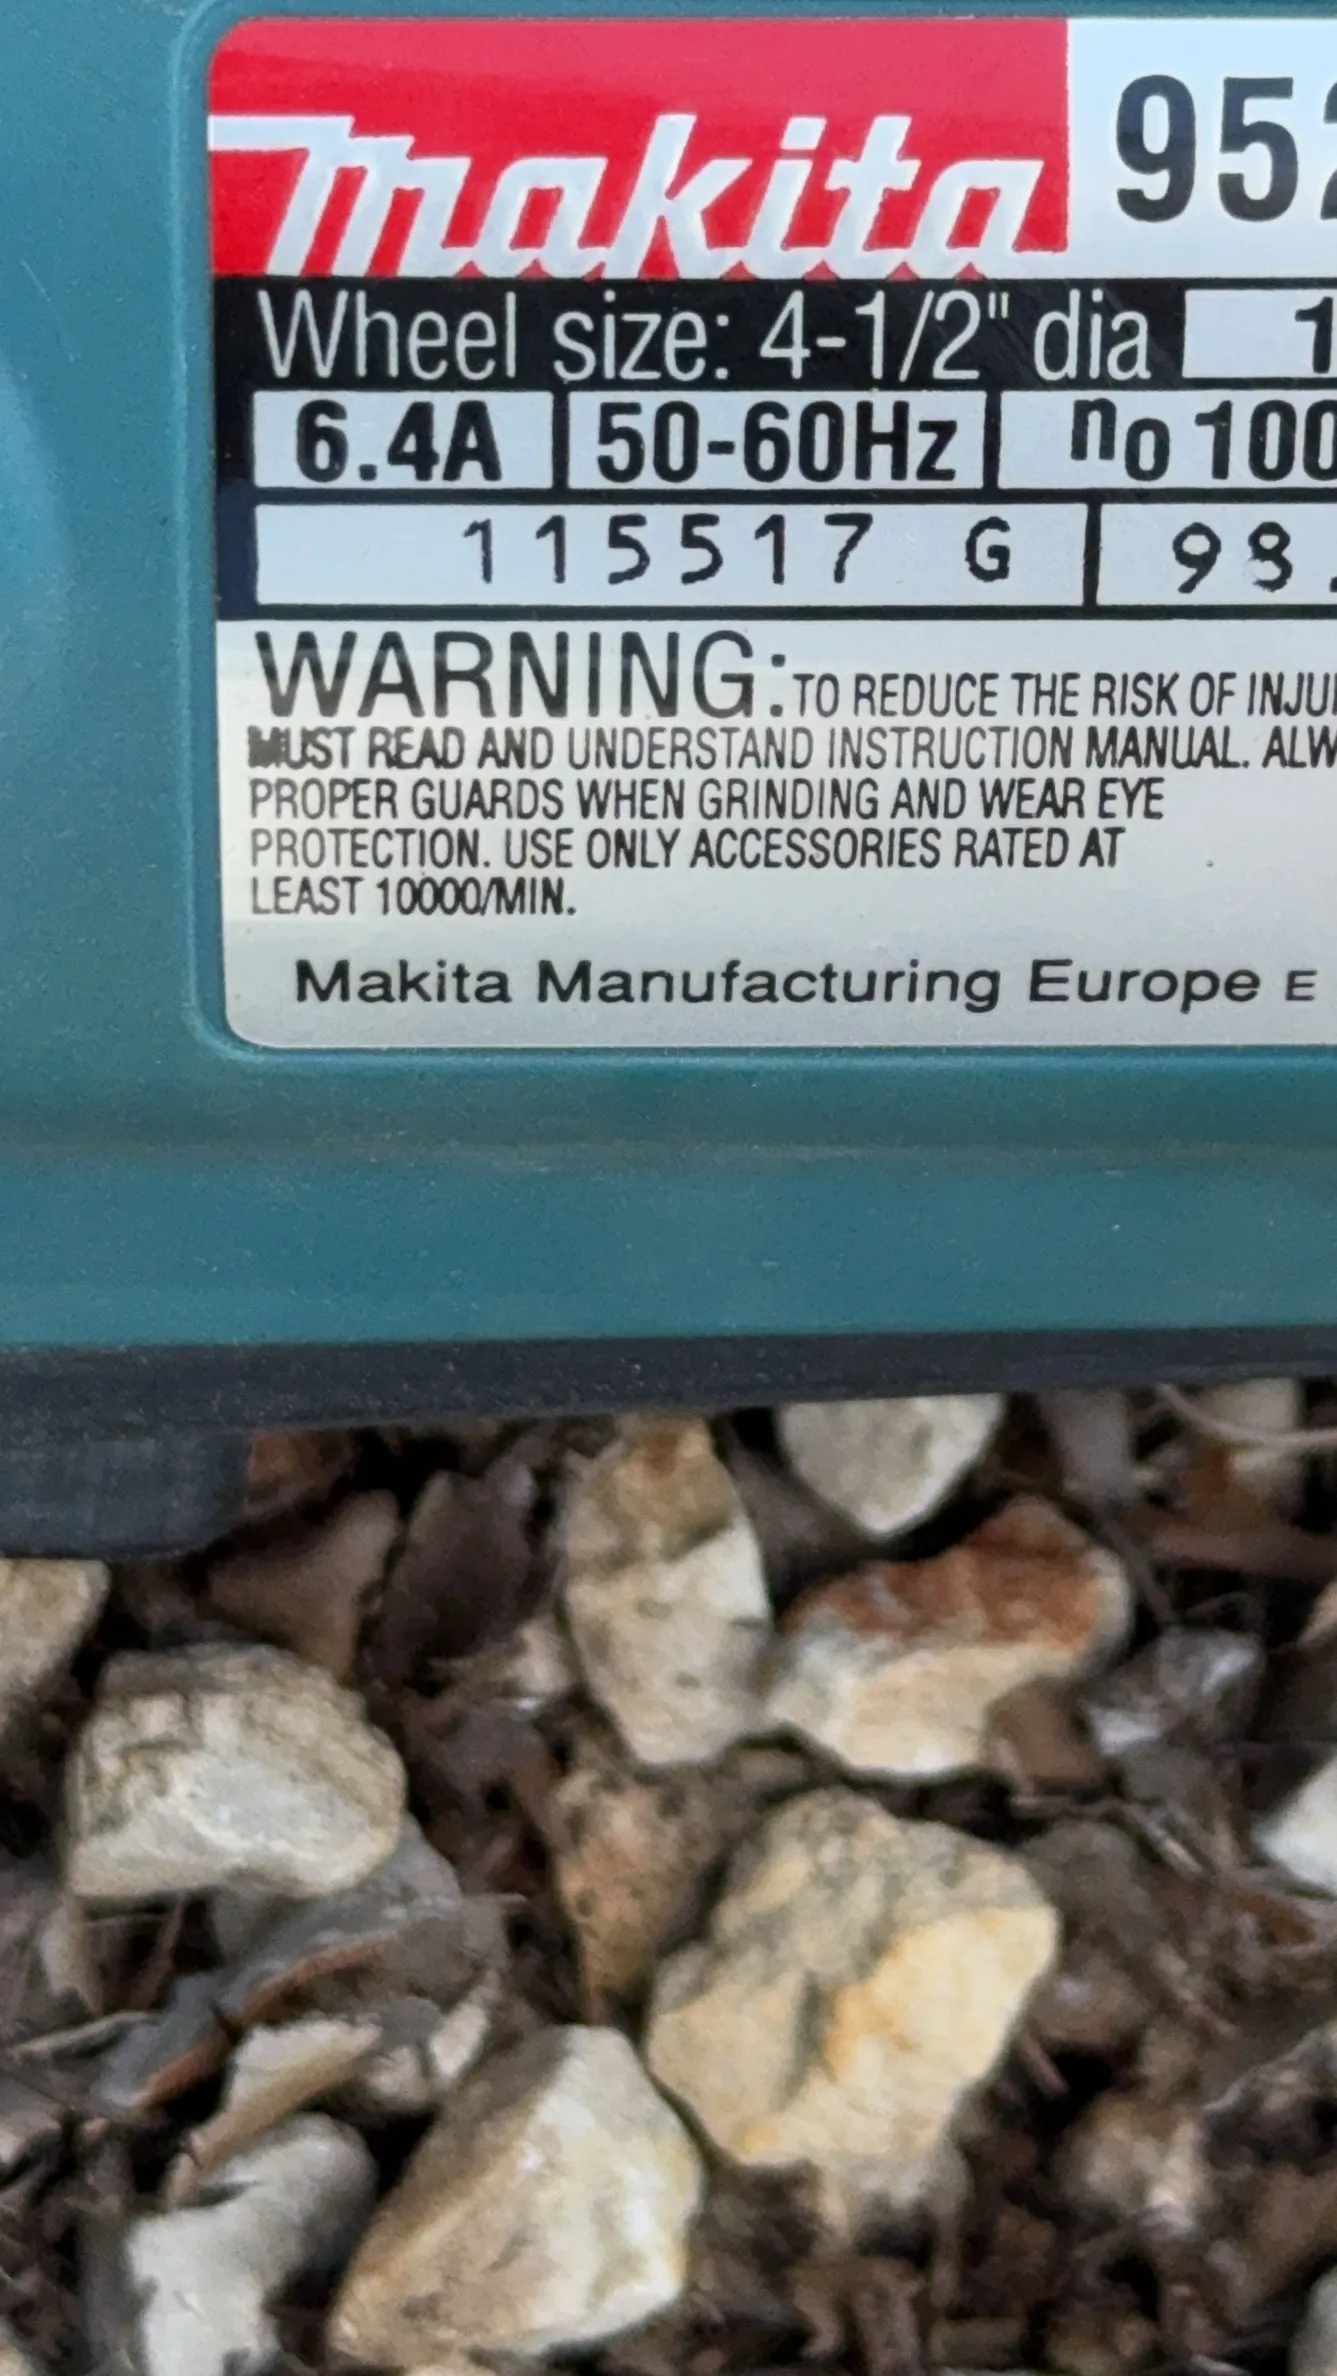 Makita 952
Wheel size: 4-1/2" dia 1
6.4A 50-60Hz no 100
115517 G 98.
WARNING: TO REDUCE THE RISK OF INJU
MUST READ AND UNDERSTAND INSTRUCTION MANUAL. ALW
PROPER GUARDS WHEN GRINDING AND WEAR EYE
PROTECTION. USE ONLY ACCESSORIES RATED AT
LEAST 10000/MIN.
Makita Manufacturing Europe E